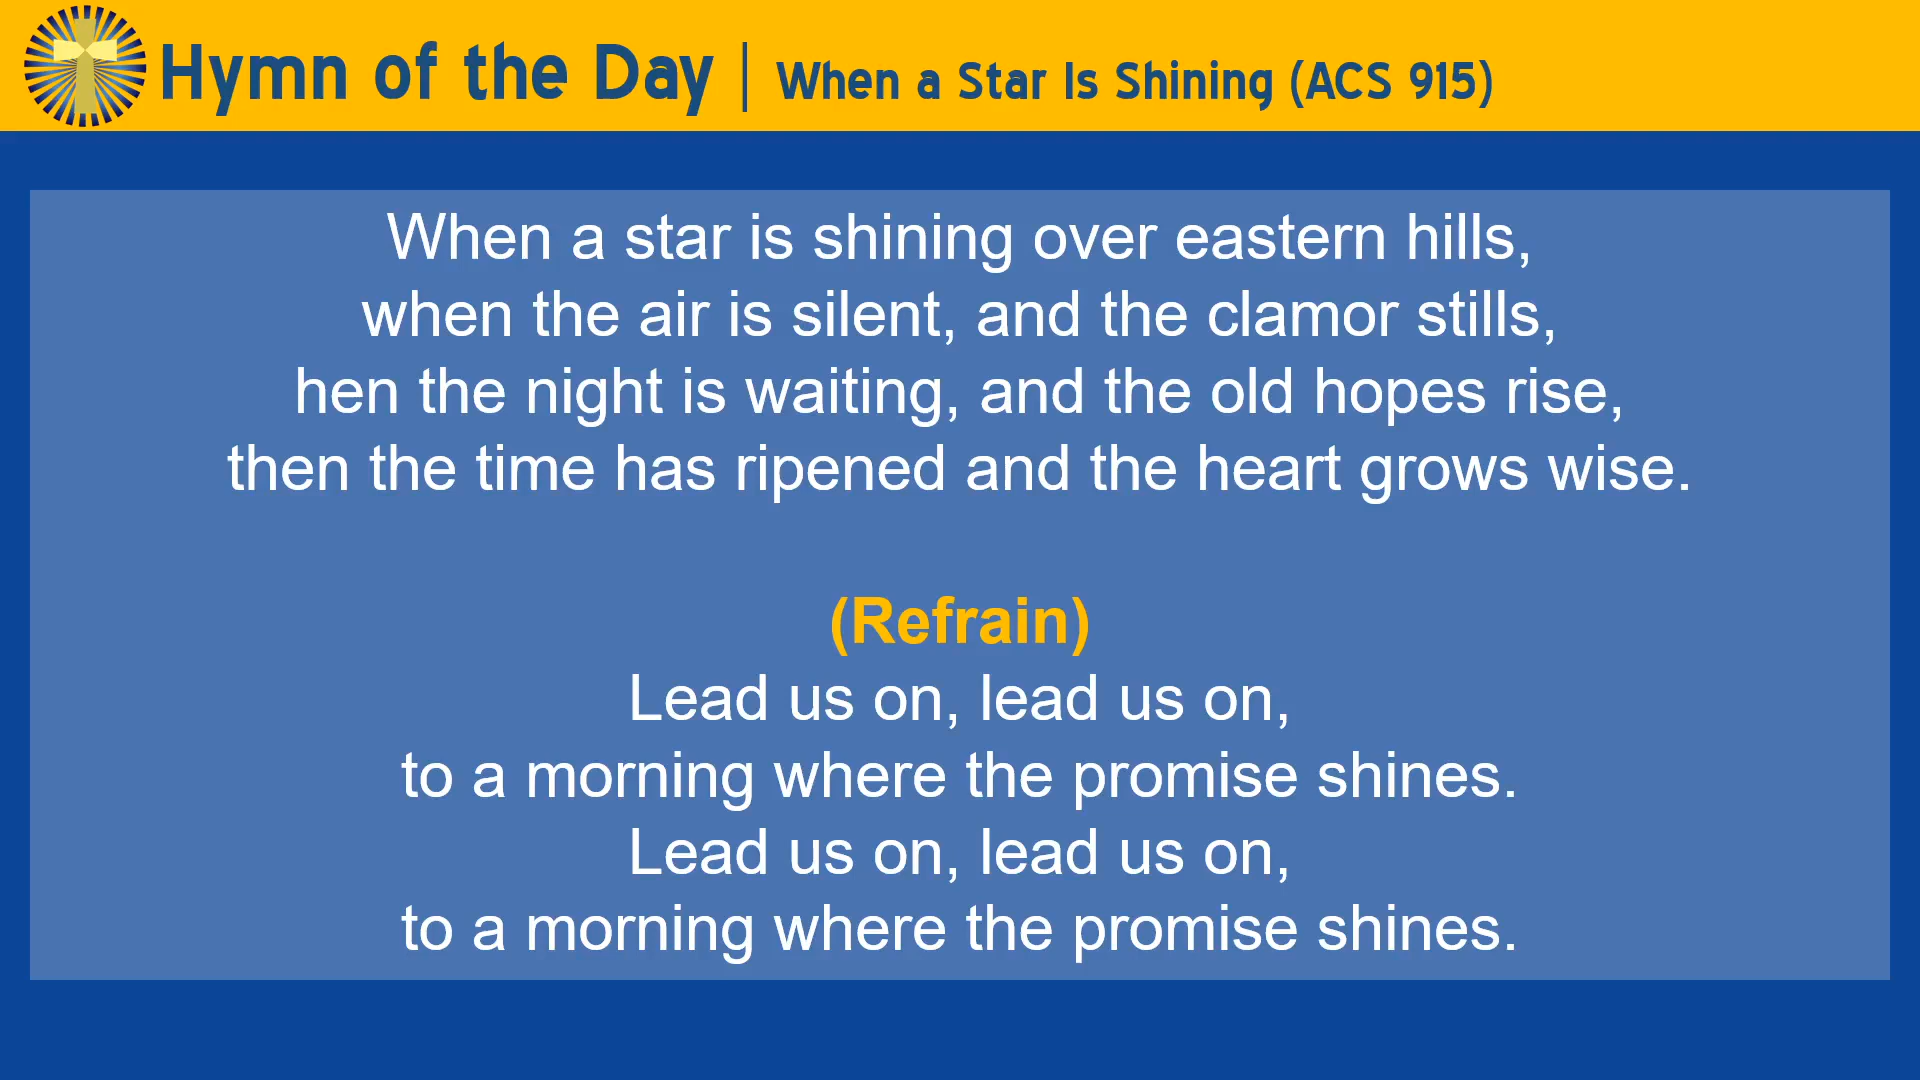 Hymn of the Day | When a Star Is Shining (ACS 915)
When a star is shining over eastern hills,
when the air is silent, and the clamor stills,
hen the night is waiting, and the old hopes rise,
then the time has ripened and the heart grows wise.
(Refrain)
Lead us on, lead us on,
to a morning where the promise shines.
Lead us on, lead us on,
to a morning where the promise shines.